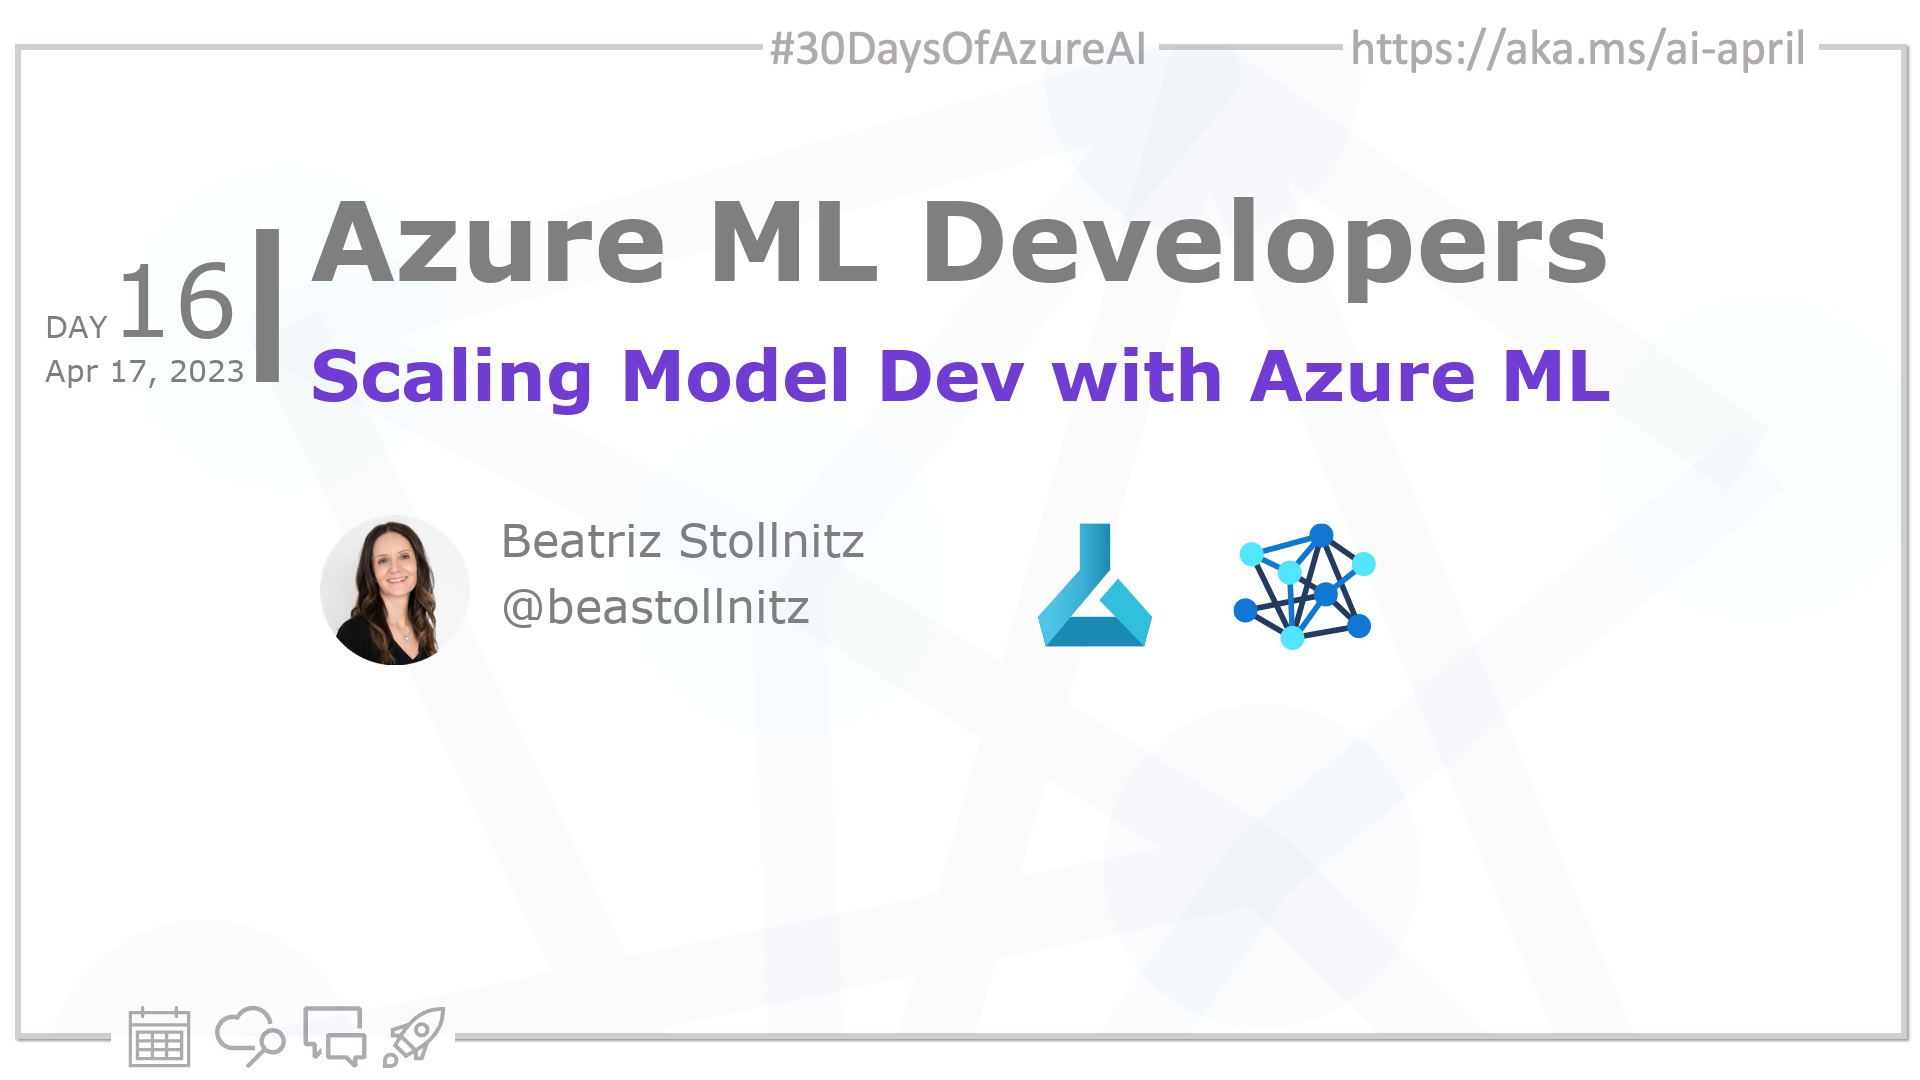 #30DaysOfAzureAI
https://aka.ms/ai-april
Azure ML Developers
DAY 16
Apr 17, 2023
Scaling Model Dev with Azure ML
Beatriz Stollnitz
@beastollnitz